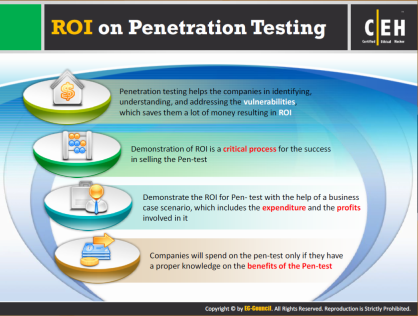 ROI on Penetration Testing
C|EH
Certified Ethical Hacker
Penetration testing helps the companies in identifying,
understanding, and addressing the vulnerabilities,
which saves them a lot of money resulting in ROI
Demonstration of ROI is a critical process for the success
in selling the Pen-test
Demonstrate the ROI for Pen- test with the help of a business
case scenario, which includes the expenditure and the profits
involved in it
Companies will spend on the pen-test only if they have
a proper knowledge on the benefits of the Pen-test
Copyright © by EC-Council. All Rights Reserved. Reproduction is Strictly Prohibited.